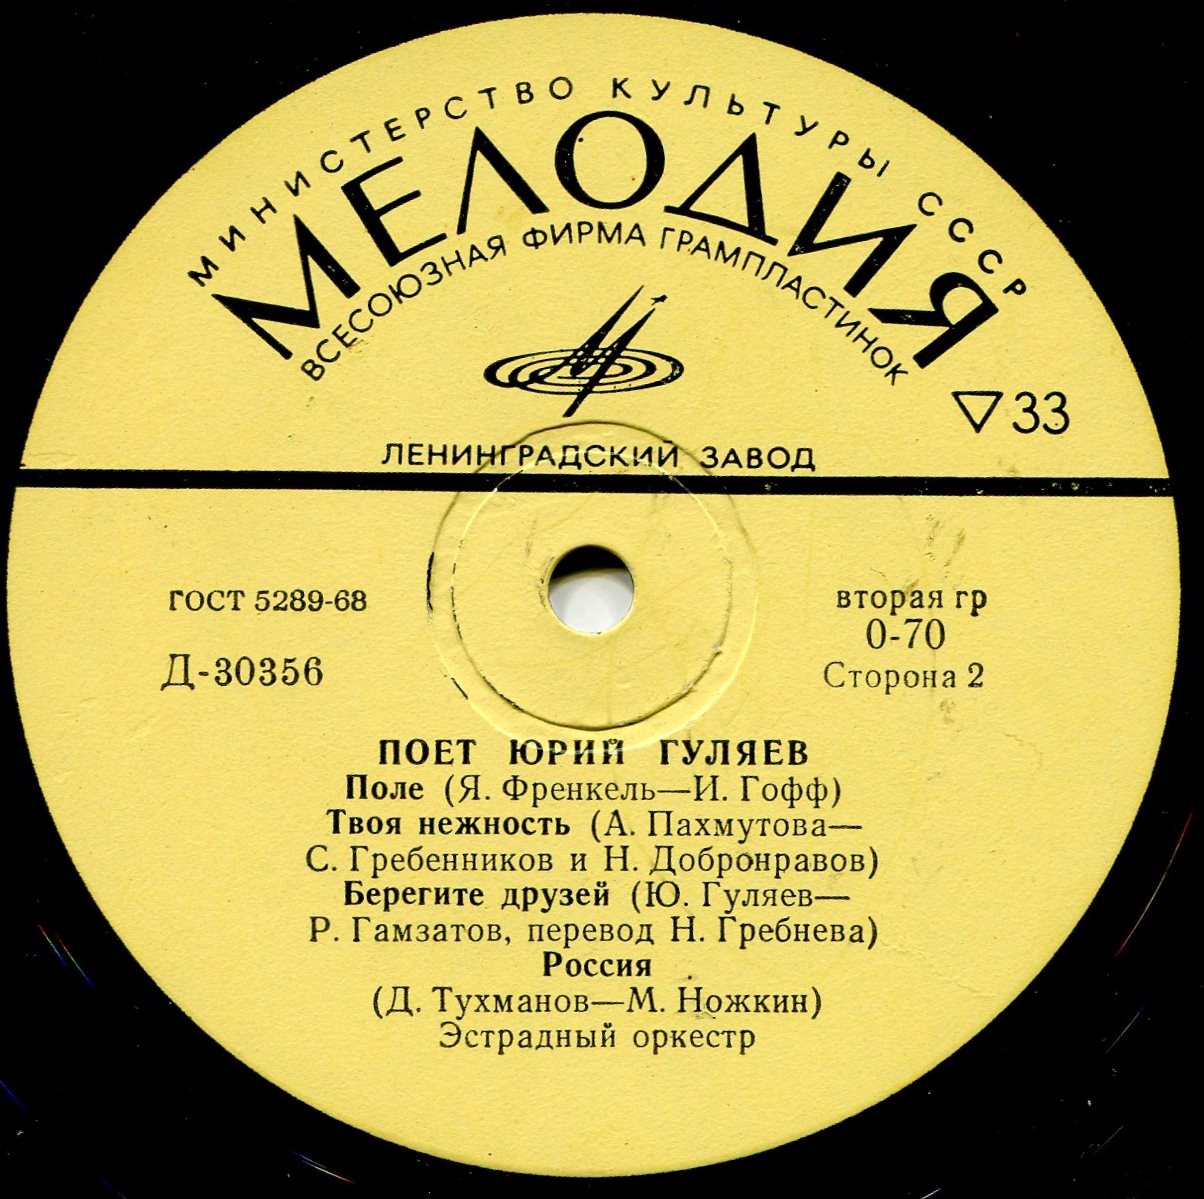 МИНИСТЕРСТВО КУЛЬТУРЫ СССР
МЕЛОДИЯ
ВСЕСОЮЗНАЯ ФИРМА ГРАМПЛАСТИНОК
▽33
ЛЕНИНГРАДСКИЙ ЗАВОД
ГОСТ 5289-68
вторая гр
0-70
Д-30356
Сторона 2
ПОЕТ ЮРИЙ ГУЛЯЕВ
Поле (Я. Френкель—И. Гофф)
Твоя нежность (А. Пахмутова—
С. Гребенников и Н. Добронравов)
Берегите друзей (Ю. Гуляев—
Р. Гамзатов, перевод Н. Гребнева)
Россия
(Д. Тухманов—М. Ножкин)
Эстрадный оркестр